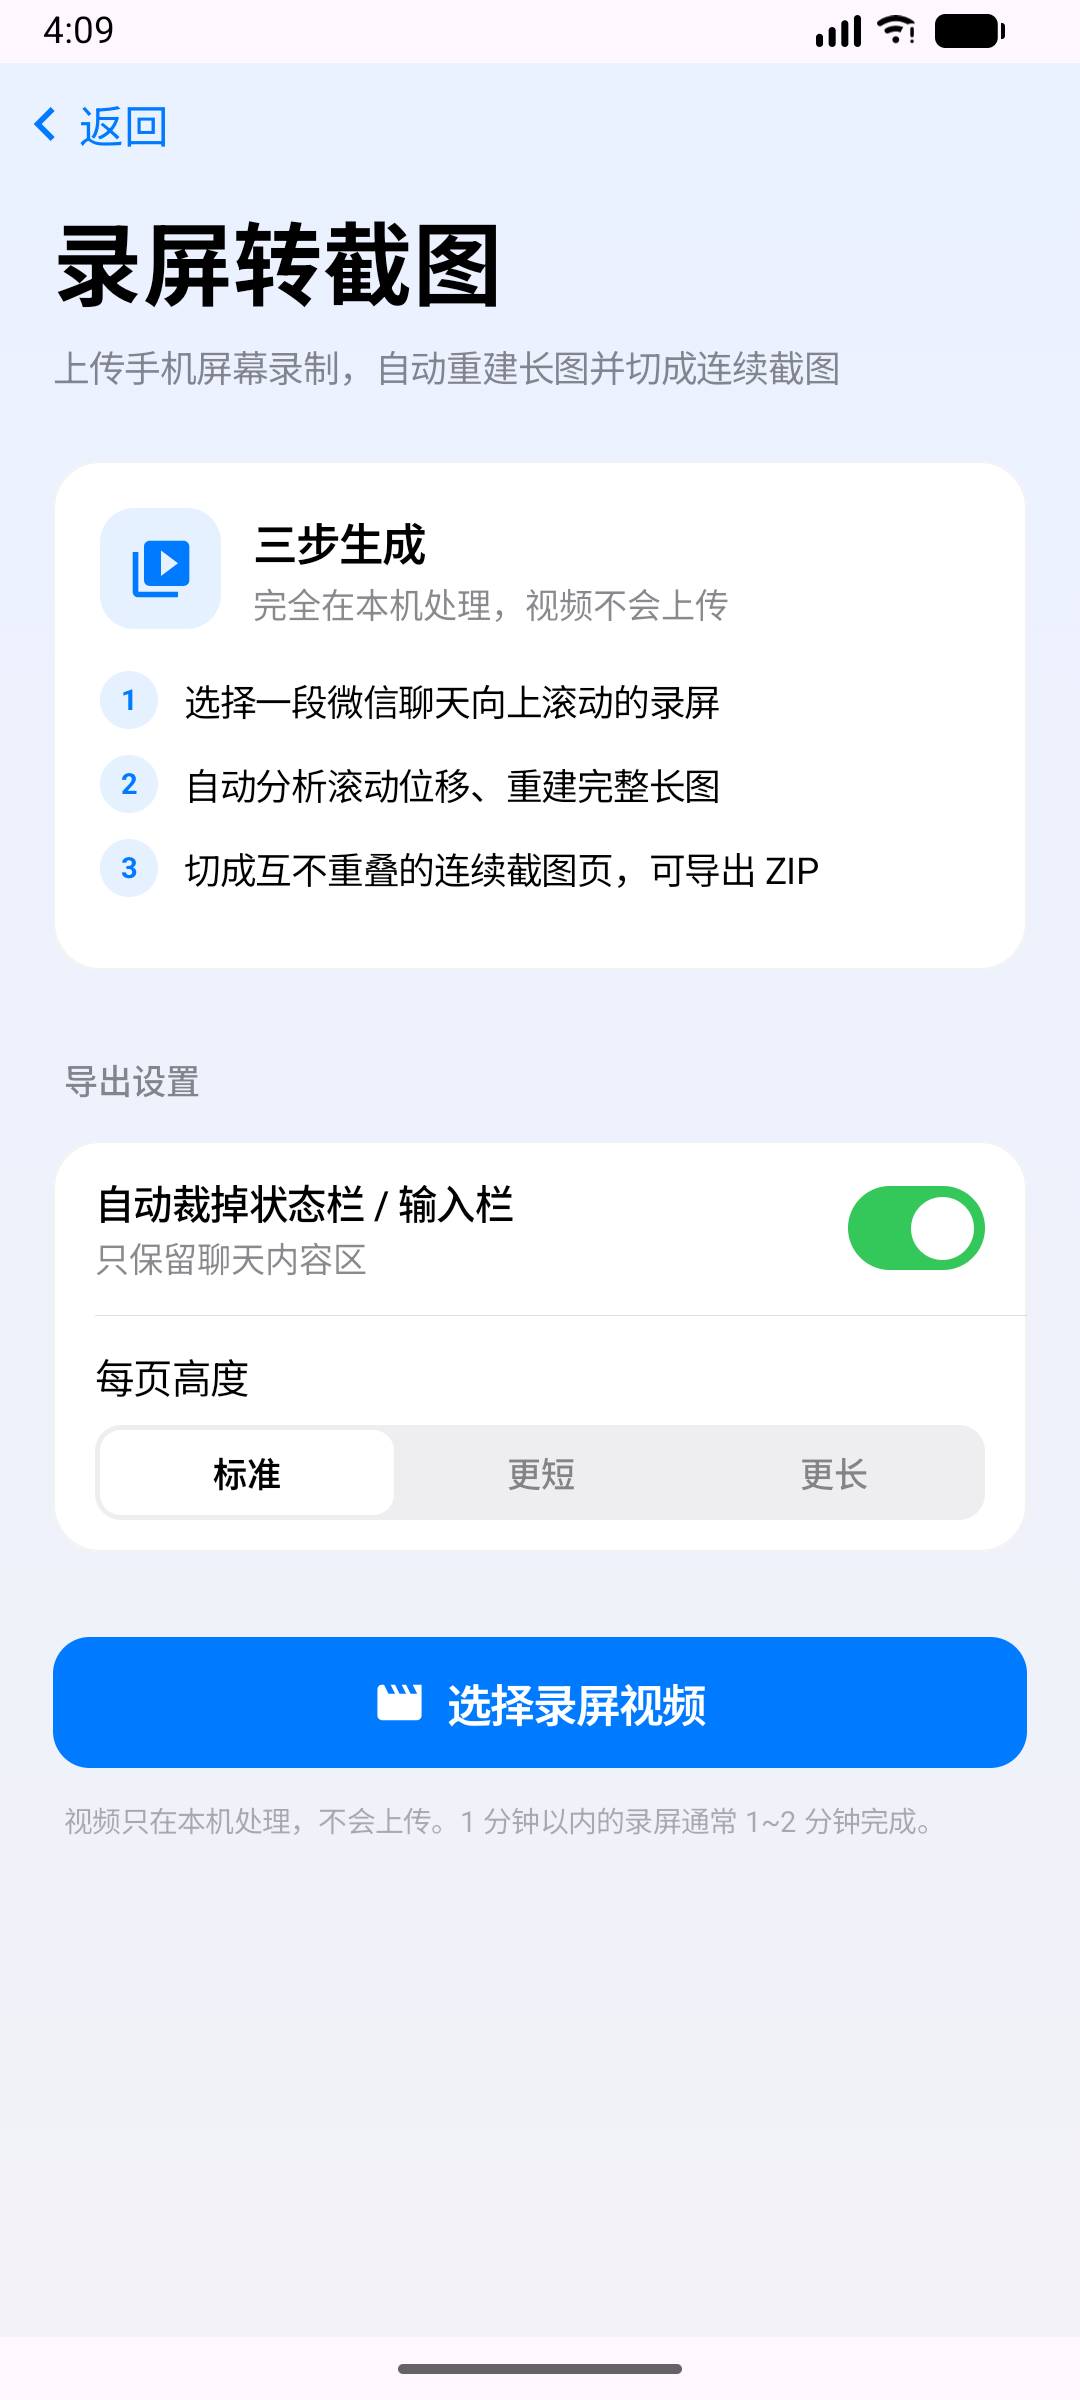 4:09
返回
录屏转截图
上传手机屏幕录制，自动重建长图并切成连续截图
三步生成
完全在本机处理，视频不会上传
1 选择一段微信聊天向上滚动的录屏
2 自动分析滚动位移、重建完整长图
3 切成互不重叠的连续截图页，可导出 ZIP
导出设置
自动裁掉状态栏 / 输入栏
只保留聊天内容区
每页高度
标准 更短 更长
选择录屏视频
视频只在本机处理，不会上传。1 分钟以内的录屏通常 1~2 分钟完成。